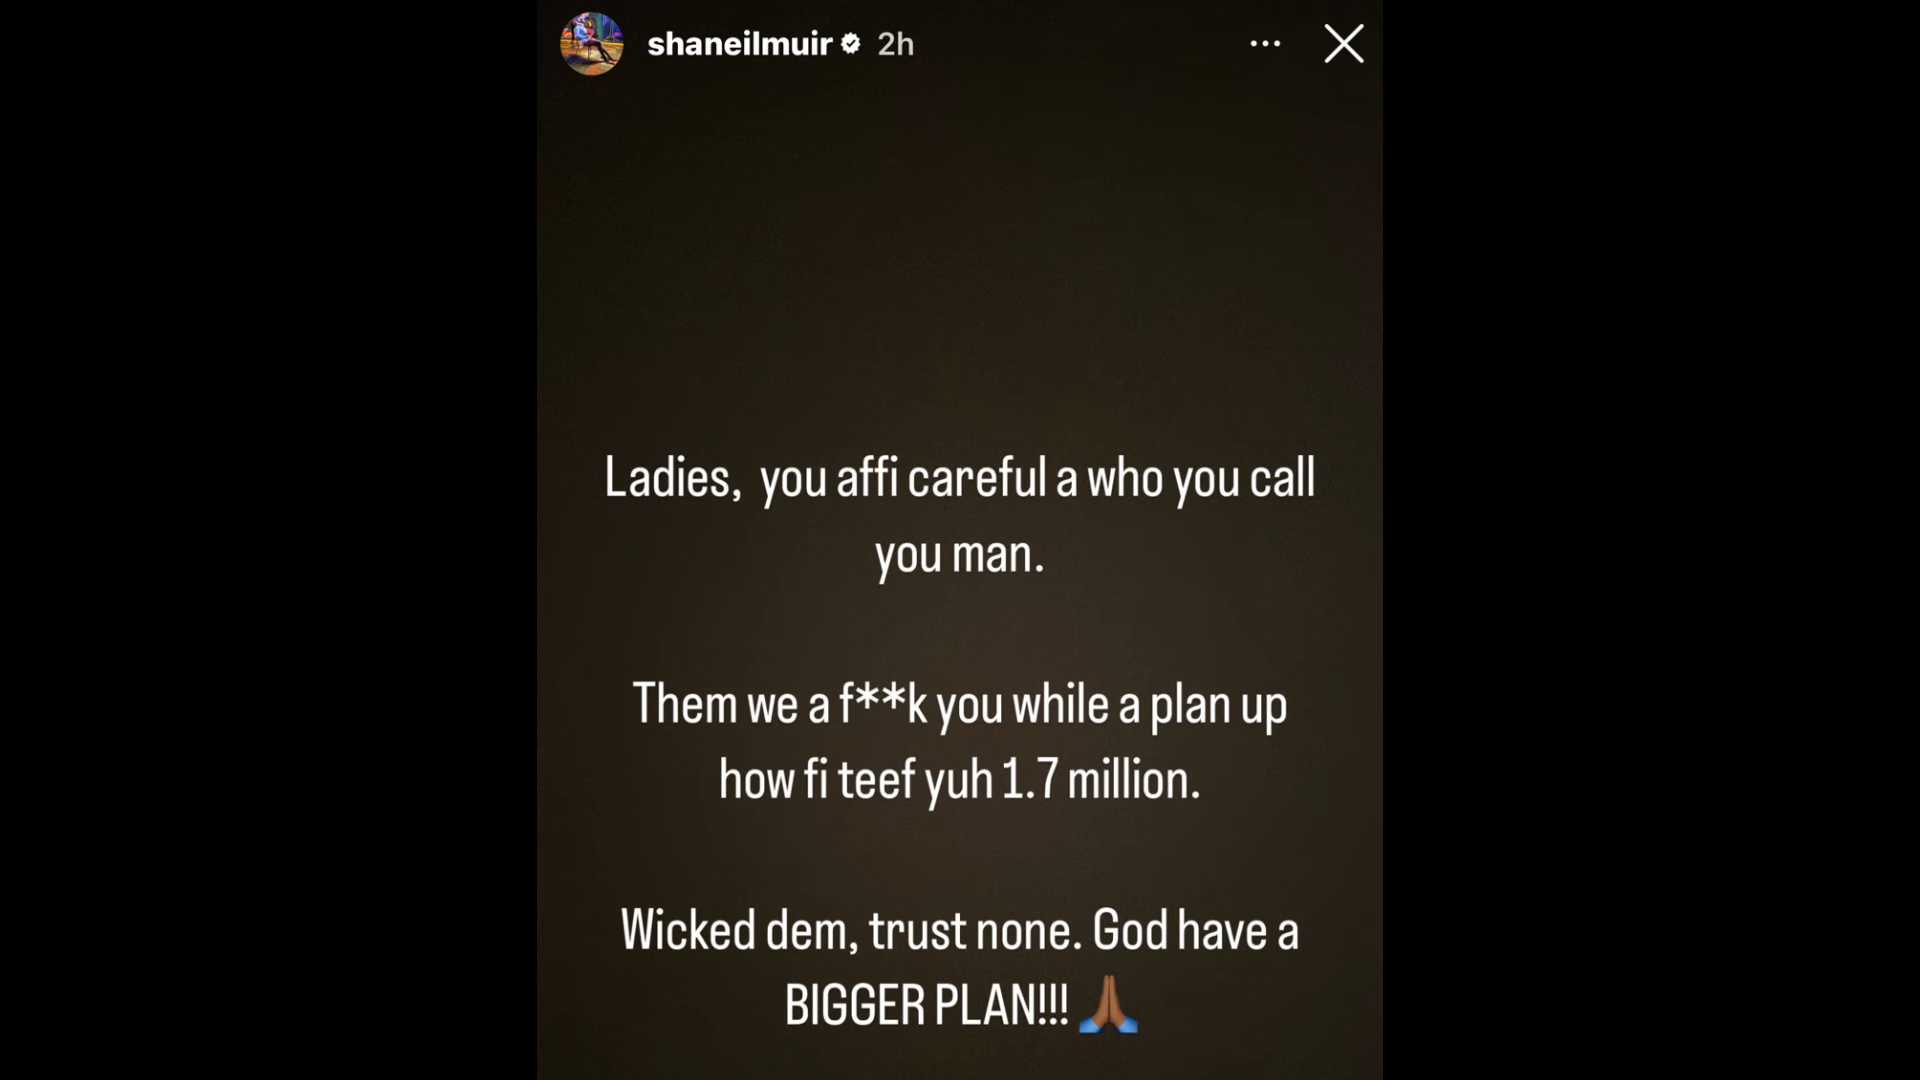 shaneilmuir 2h
Ladies, you affi careful a who you call
you man.
Them we a f**k you while a plan up
how fi teef yuh 1.7 million.
Wicked dem, trust none. God have a
BIGGER PLAN!!! 🙏🏾